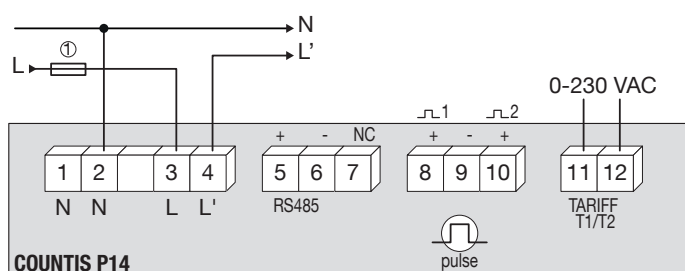 N
L'
L ①
0-230 VAC
1 2
+ - NC + - +
1 2 3 4 5 6 7 8 9 10 11 12
N N L L' RS485 TARIFF
T1/T2
COUNTIS P14 pulse